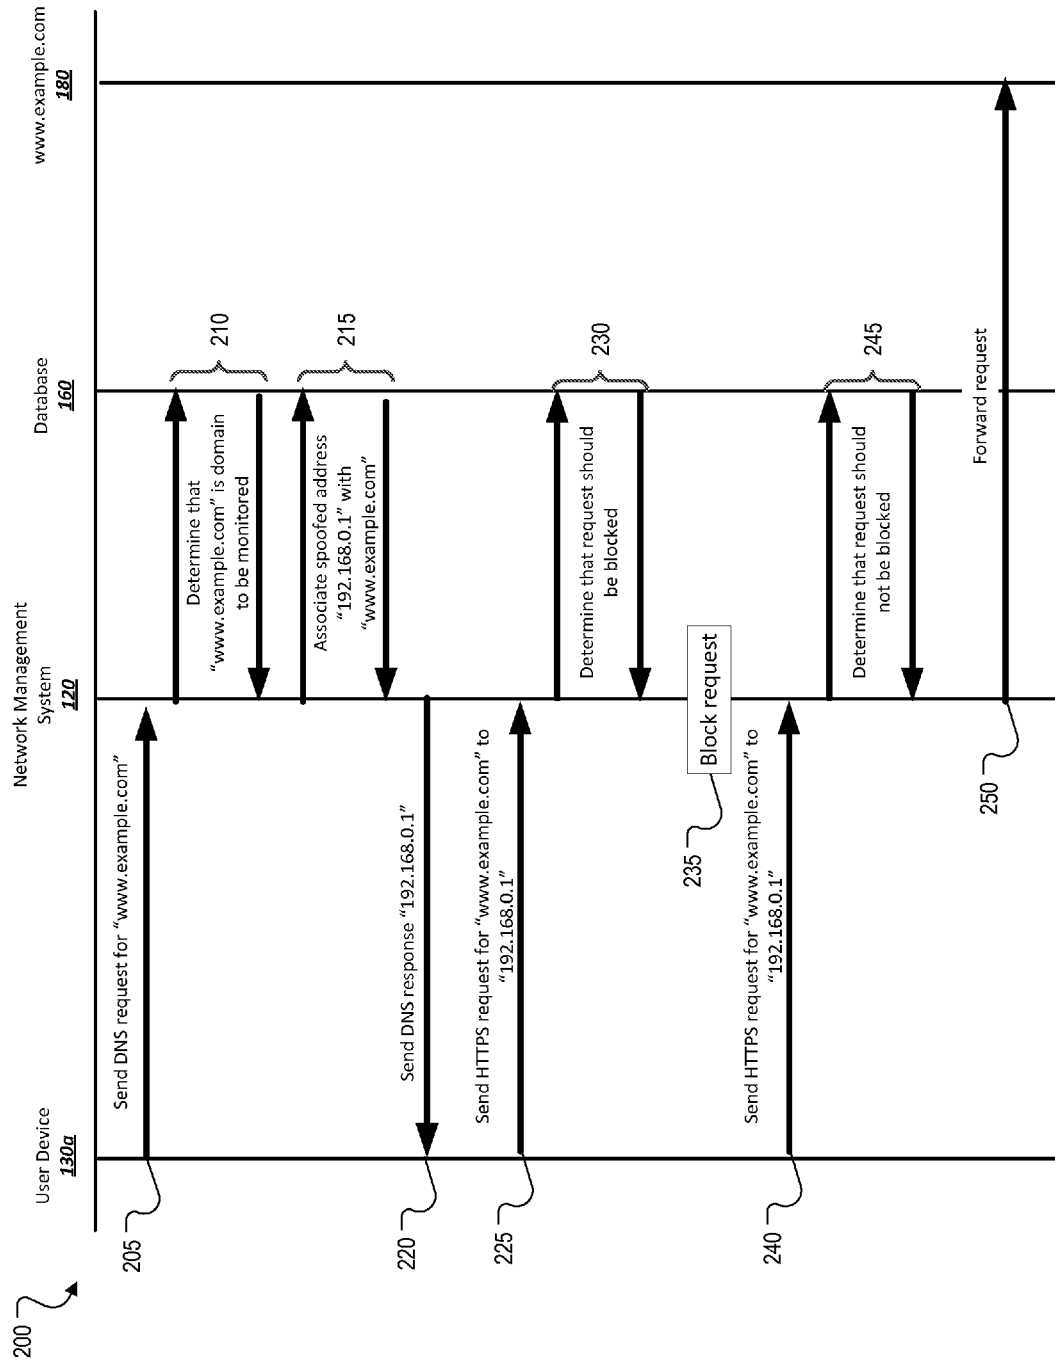 200
User Device
130a
Network Management
System
120
Database
160
www.example.com
180
205
Send DNS request for “www.example.com”
Determine that
“www.example.com” is domain
to be monitored
210
Associate spoofed address
“192.168.0.1” with
“www.example.com”
215
220
Send DNS response “192.168.0.1”
225
Send HTTPS request for “www.example.com” to
“192.168.0.1”
Determine that request should
be blocked
230
235
Block request
240
Send HTTPS request for “www.example.com” to
“192.168.0.1”
Determine that request should
not be blocked
245
250
Forward request